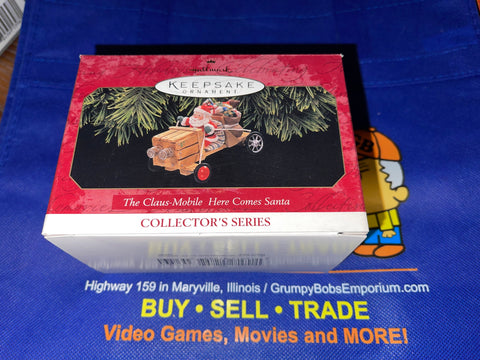 Hallmark
KEEPSAKE
ORNAMENT
The Claus-Mobile Here Comes Santa
COLLECTOR'S SERIES
Highway 159 in Maryville, Illinois / GrumpyBobsEmporium.com
BUY • SELL • TRADE
Video Games, Movies and MORE!